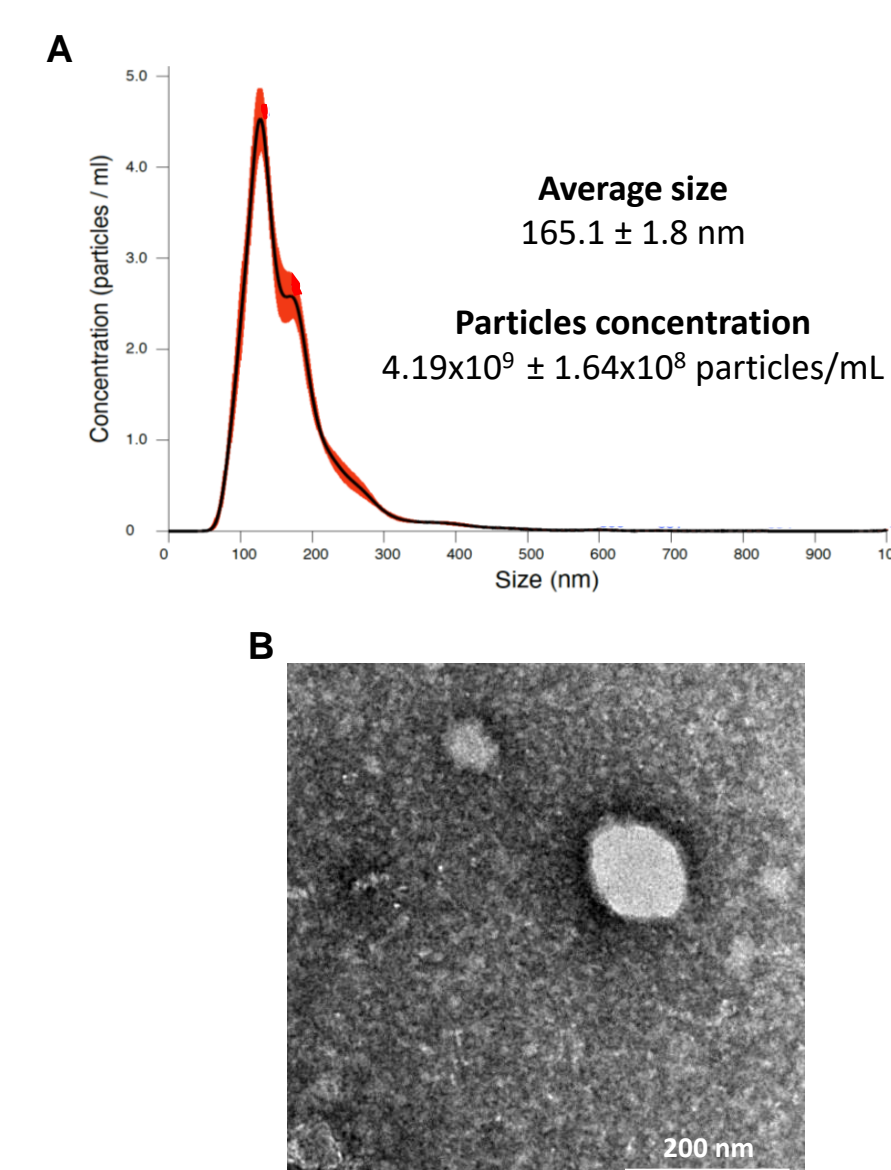 A
5.0
4.0
3.0
2.0
1.0
0
Concentration (particles / ml)
Average size
165.1 ± 1.8 nm
Particles concentration
4.19x10⁹ ± 1.64x10⁸ particles/mL
0 100 200 300 400 500 600 700 800 900 10
Size (nm)
B
200 nm